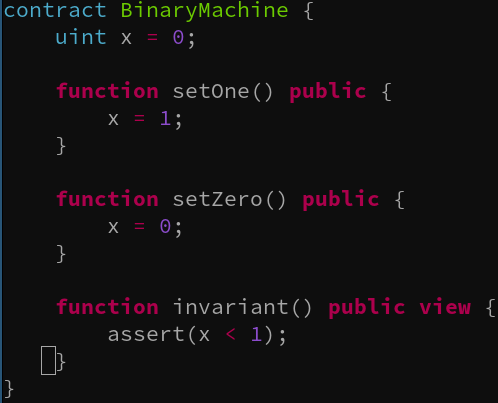 contract BinaryMachine {
    uint x = 0;

    function setOne() public {
        x = 1;
    }

    function setZero() public {
        x = 0;
    }

    function invariant() public view {
        assert(x < 1);
    }
}